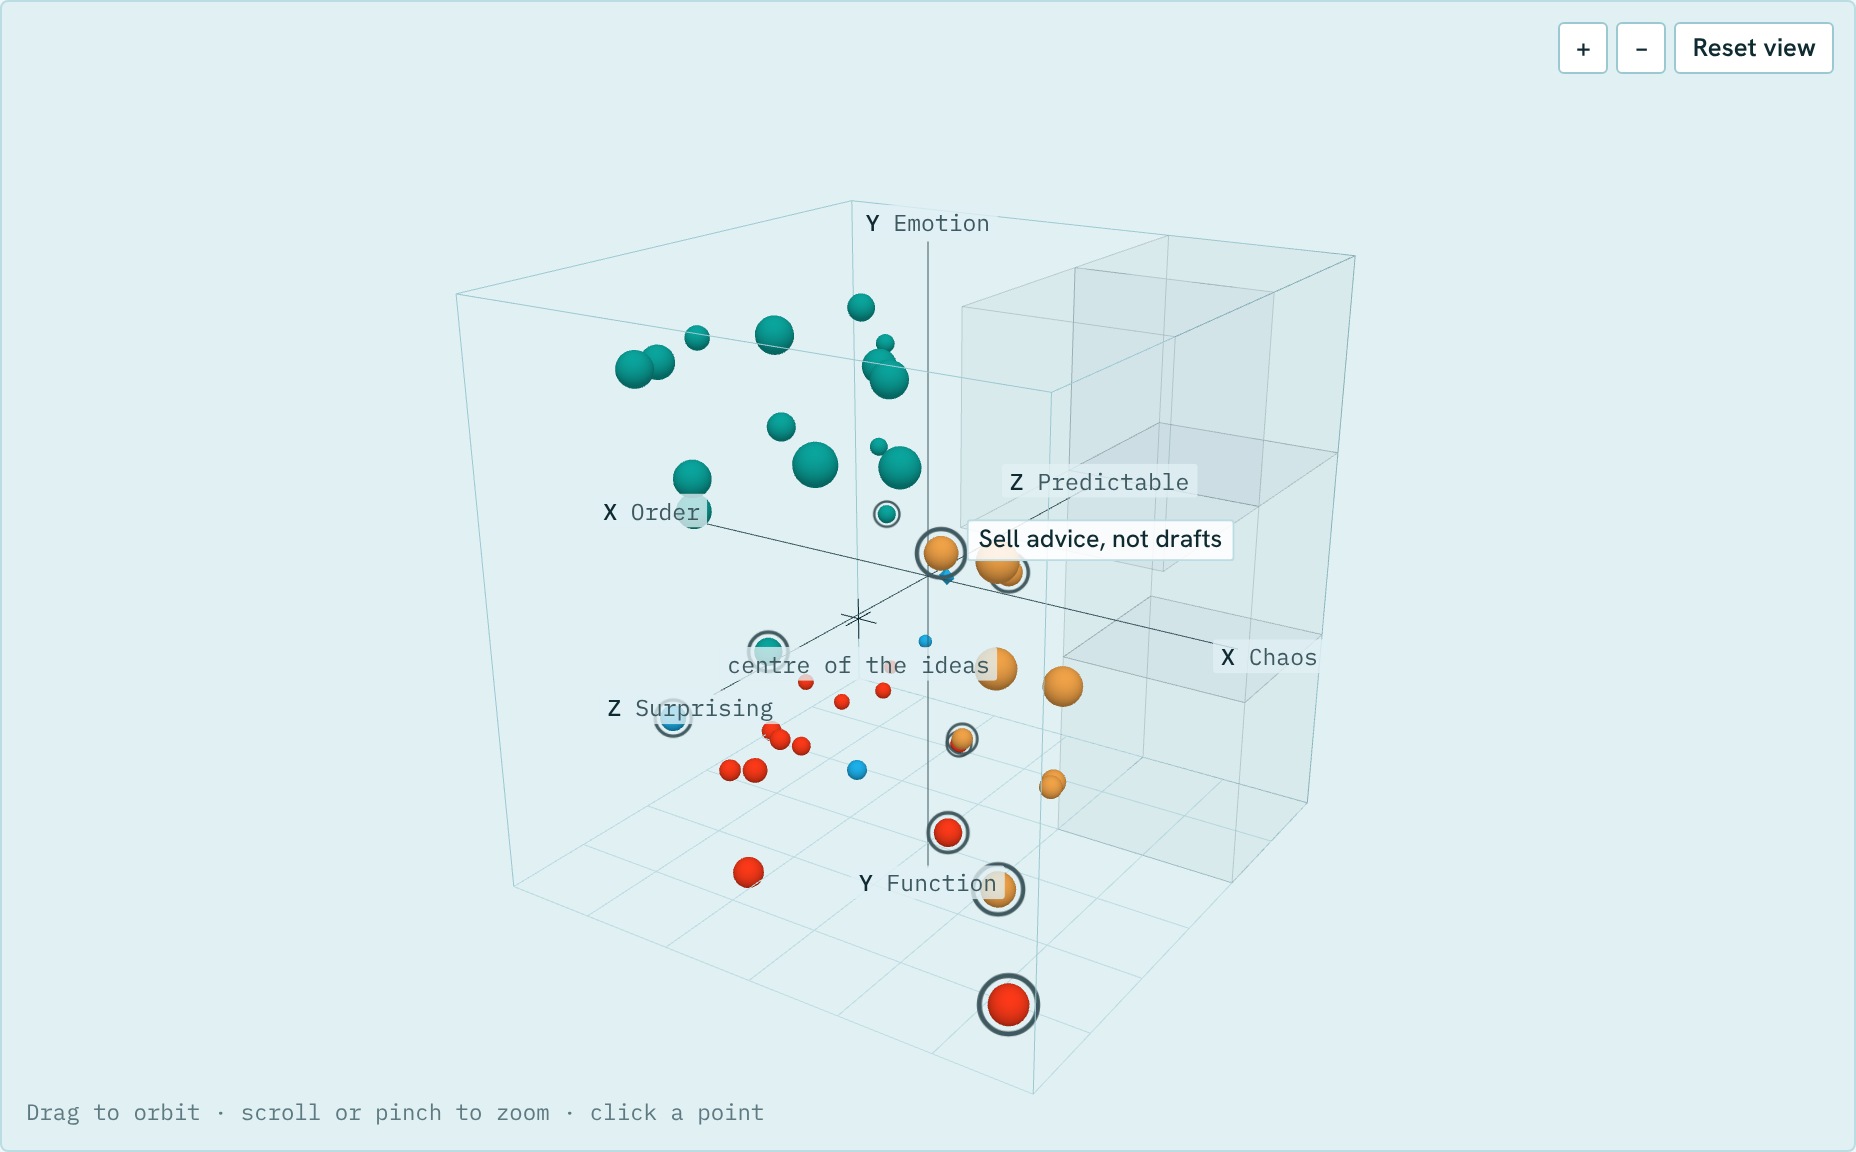 +
-
Reset view
Y Emotion
Z Predictable
X Order
Sell advice, not drafts
X Chaos
centre of the ideas
Z Surprising
Y Function
Drag to orbit · scroll or pinch to zoom · click a point